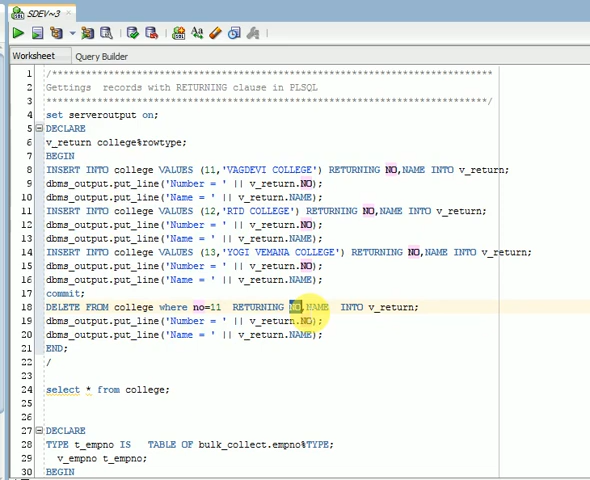 SDEV~3
Worksheet Query Builder
1 /********************************************************************************
2 Gettings records with RETURNING clause in PLSQL
3 *******************************************************************************/
4 set serveroutput on;
5 DECLARE
6 v_return college%rowtype;
7 BEGIN
8 INSERT INTO college VALUES (11,'VAGDEVI COLLEGE') RETURNING NO,NAME INTO v_return;
9 dbms_output.put_line('Number = ' || v_return.NO);
10 dbms_output.put_line('Name = ' || v_return.NAME);
11 INSERT INTO college VALUES (12,'RTD COLLEGE') RETURNING NO,NAME INTO v_return;
12 dbms_output.put_line('Number = ' || v_return.NO);
13 dbms_output.put_line('Name = ' || v_return.NAME);
14 INSERT INTO college VALUES (13,'YOGI VEMANA COLLEGE') RETURNING NO,NAME INTO v_return;
15 dbms_output.put_line('Number = ' || v_return.NO);
16 dbms_output.put_line('Name = ' || v_return.NAME);
17 commit;
18 DELETE FROM college where no=11 RETURNING NO,NAME INTO v_return;
19 dbms_output.put_line('Number = ' || v_return.NO);
20 dbms_output.put_line('Name = ' || v_return.NAME);
21 END;
22 /
23
24 select * from college;
25
26
27 DECLARE
28 TYPE t_empno IS TABLE OF bulk_collect.empno%TYPE;
29 v_empno t_empno;
30 BEGIN